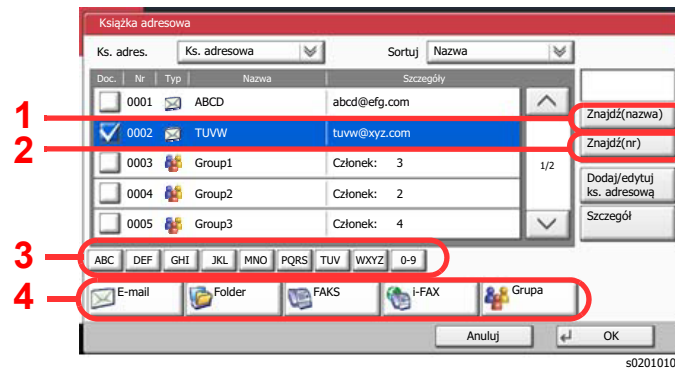 Książka adresowa
Ks. adres. Ks. adresowa Sortuj Nazwa
Doc. Nr Typ Nazwa Szczegóły
0001 ABCD abcd@efg.com
1 Znajdź(nazwa)
0002 TUVW tuvw@xyz.com
2 Znajdź(nr)
0003 Group1 Członek: 3 1/2
Dodaj/edytuj
ks. adresową
0004 Group2 Członek: 2
0005 Group3 Członek: 4 Szczegół
3 ABC DEF GHI JKL MNO PQRS TUV WXYZ 0-9
4 E-mail Folder FAKS i-FAX Grupa
Anuluj OK
s0201010